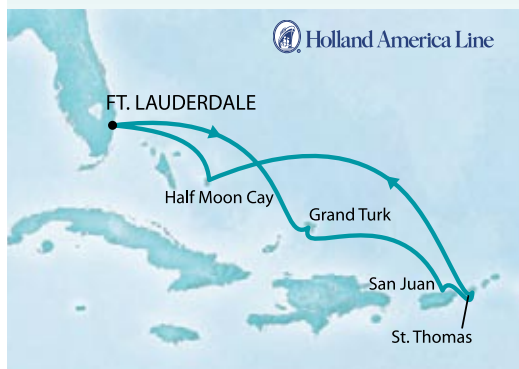 Holland America Line
FT. LAUDERDALE
Half Moon Cay
Grand Turk
San Juan
St. Thomas